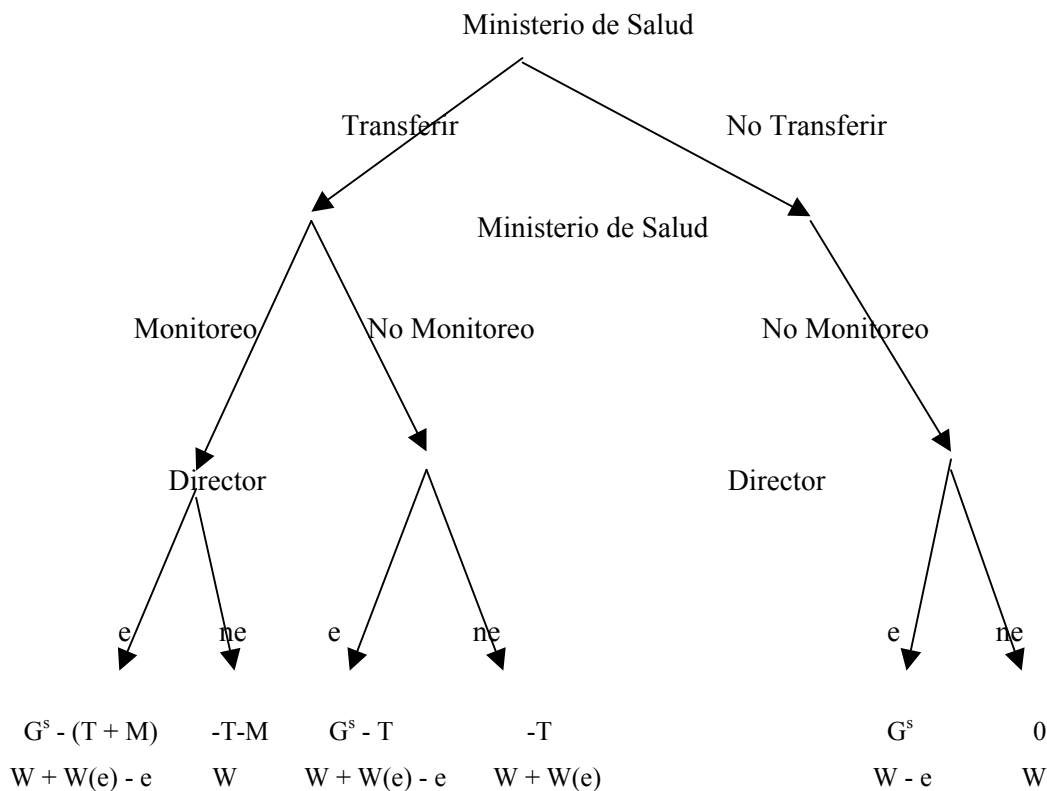 Ministerio de Salud
Transferir No Transferir
Ministerio de Salud
Monitoreo No Monitoreo No Monitoreo
Director Director
e ne e ne e ne
Gˢ - (T + M) -T-M Gˢ - T -T Gˢ 0
W + W(e) - e W W + W(e) - e W + W(e) W - e W